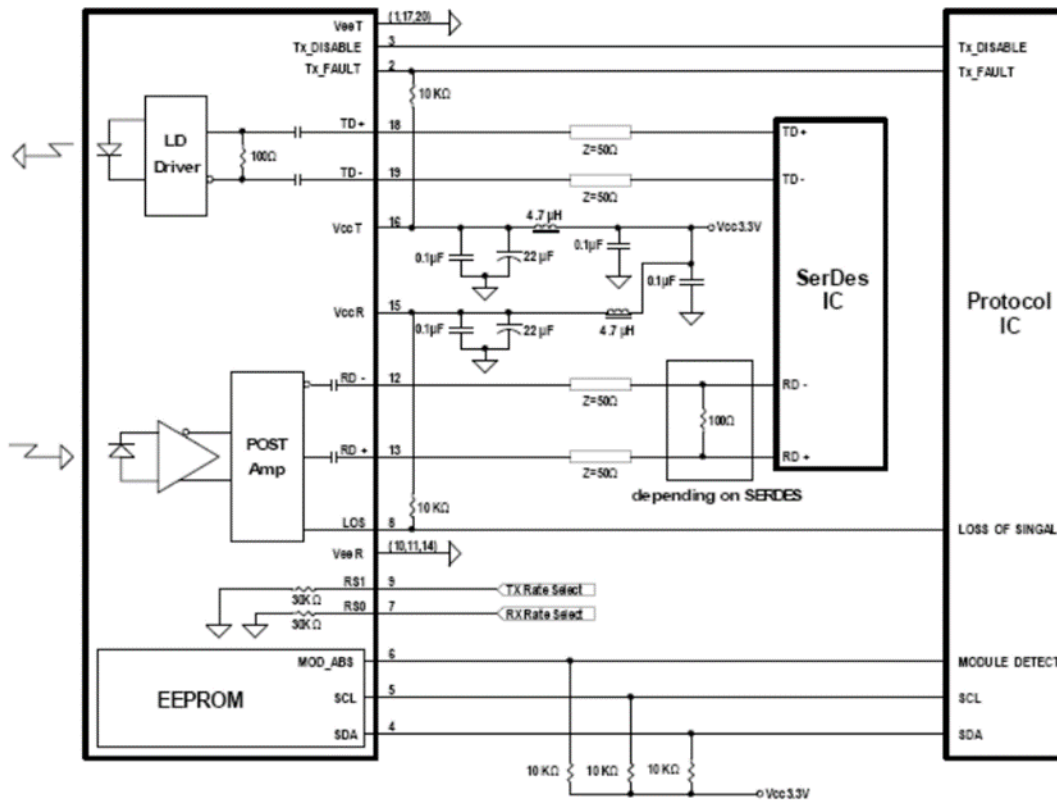 VeeT (1,17,20)
Tx_DISABLE 3 Tx_DISABLE
Tx_FAULT 2 Tx_FAULT
10 KΩ
LD
Driver
100Ω
TD+ 18 Z=50Ω TD+
TD- 19 Z=50Ω TD-
VccT 16 4.7 µH Vcc3.3V
0.1µF 22 µF 0.1µF 0.1µF
VccR 15 4.7 µH
0.1µF 22 µF
SerDes
IC
Protocol
IC
RD - 12 Z=50Ω RD -
POST
Amp
100Ω
RD + 13 Z=50Ω RD +
depending on SERDES
10 KΩ
LOS 8 LOSS OF SINGAL
VeeR (10,11,14)
RS1 9 TX Rate Select
30KΩ
RS0 7 RX Rate Select
30KΩ
MOD_ABS 6 MODULE DETECT
EEPROM
SCL 5 SCL
SDA 4 SDA
10 KΩ 10 KΩ 10 KΩ
Vcc3.3V